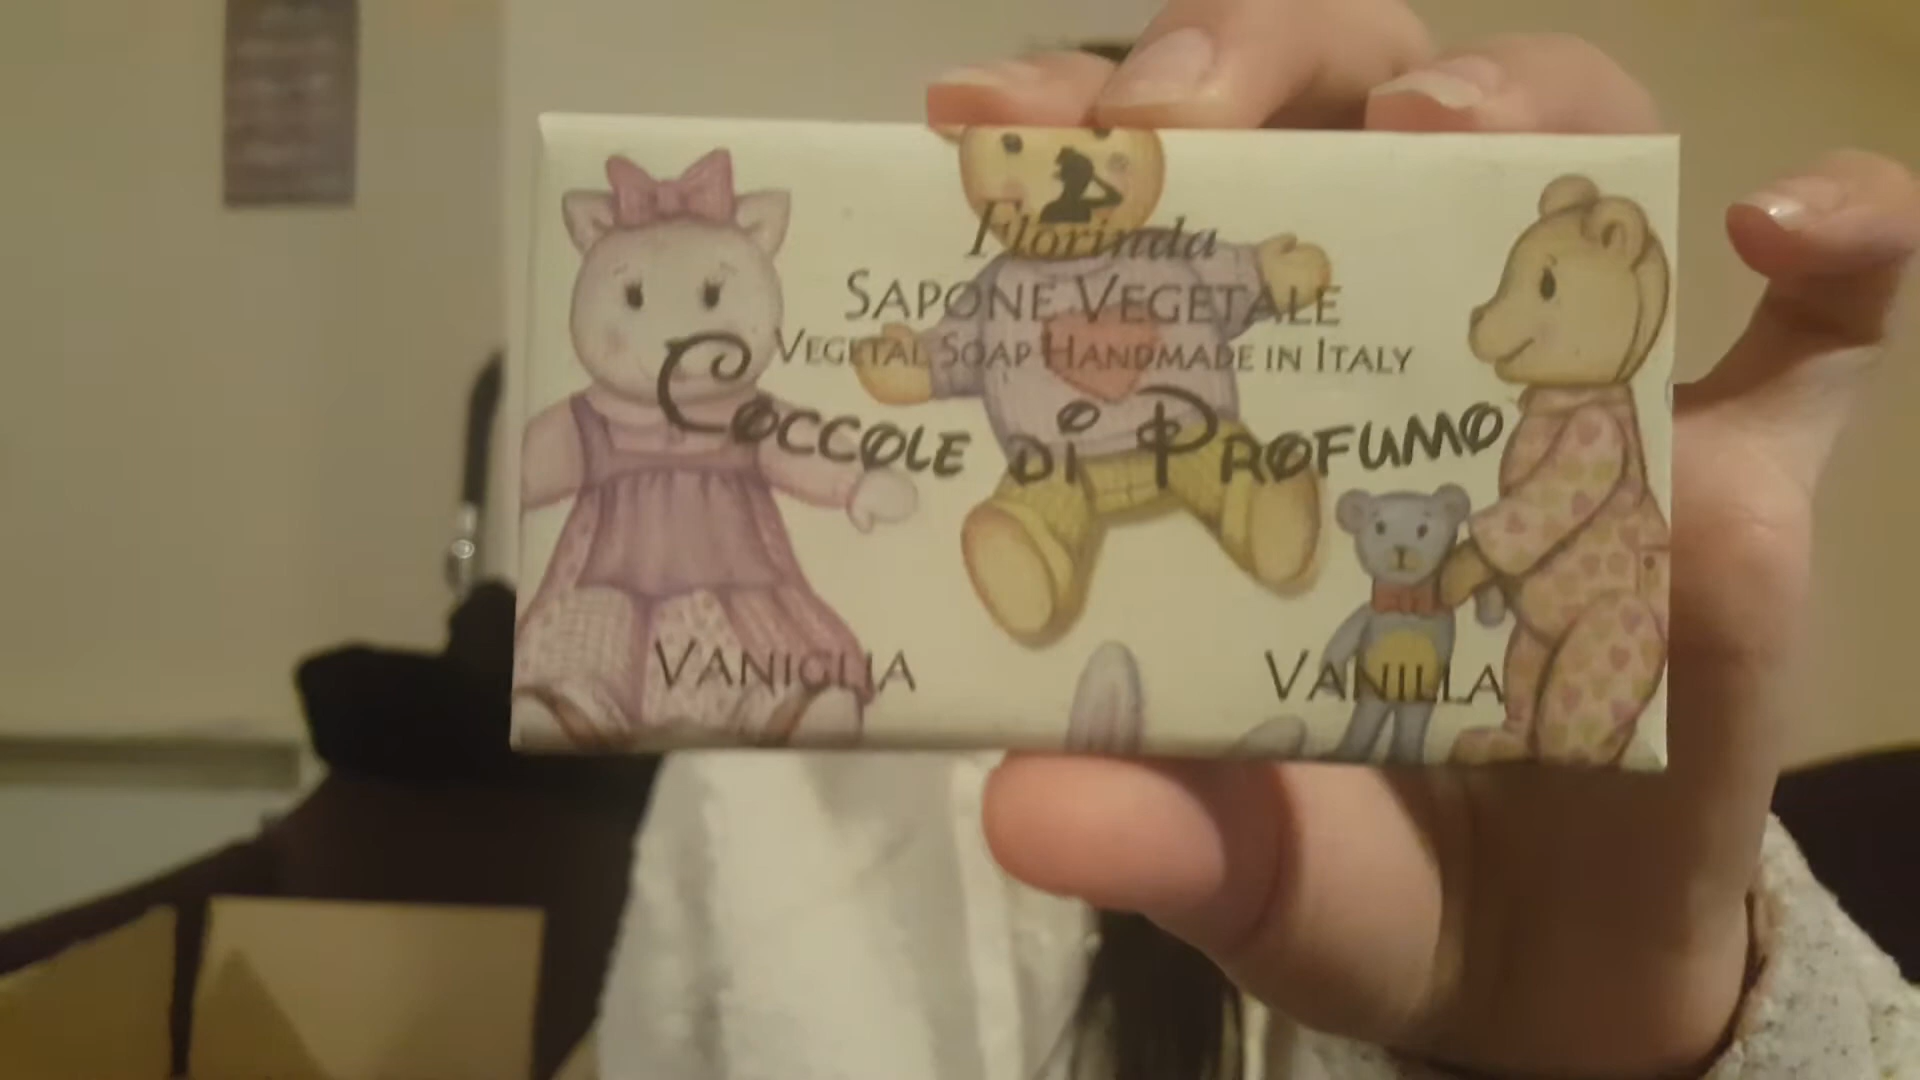 Florinda
SAPONE VEGETALE
VEGETAL SOAP HANDMADE IN ITALY
COCCOLE DI PROFUMO
VANIGLIA VANILLA